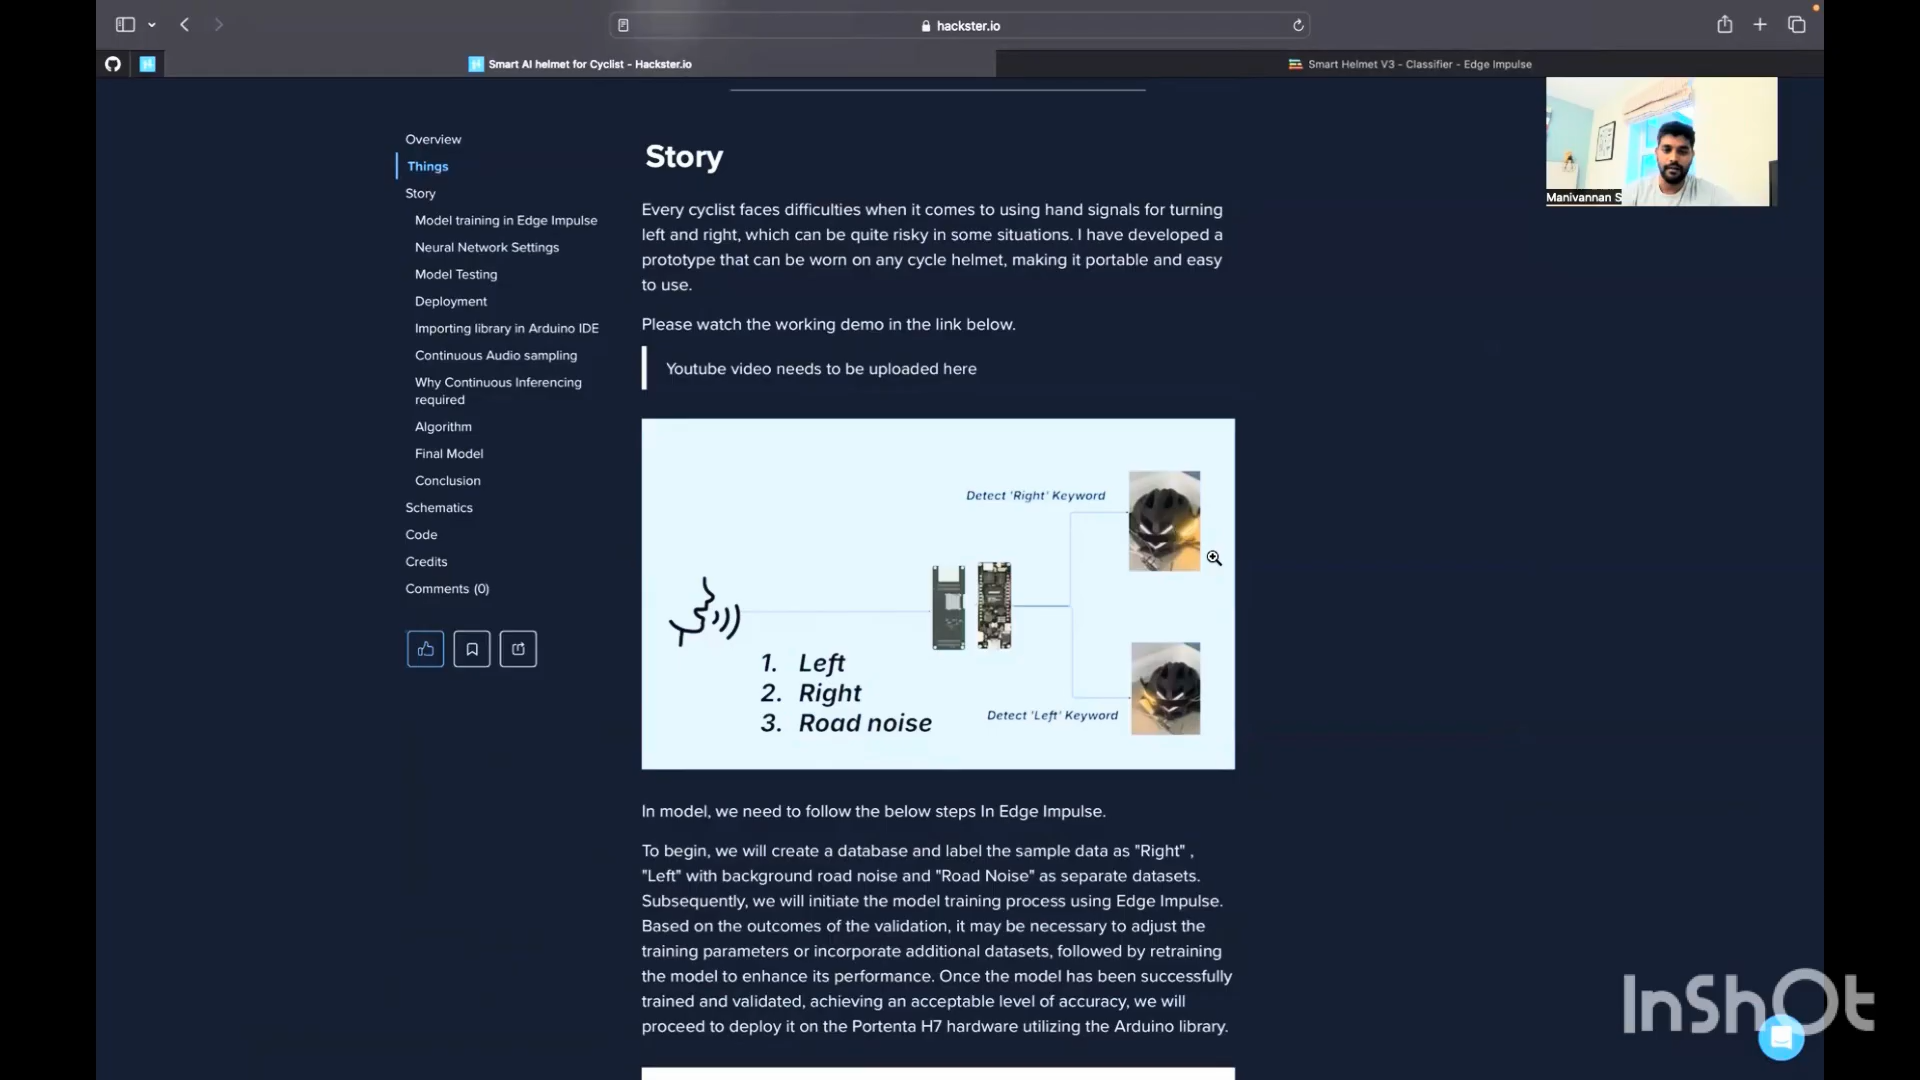 hackster.io
Smart AI helmet for Cyclist - Hackster.io
Smart Helmet V3 - Classifier - Edge Impulse
Manivannan S
Overview
Things
Story
Model training in Edge Impulse
Neural Network Settings
Model Testing
Deployment
Importing library in Arduino IDE
Continuous Audio sampling
Why Continuous Inferencing
required
Algorithm
Final Model
Conclusion
Schematics
Code
Credits
Comments (0)
Story
Every cyclist faces difficulties when it comes to using hand signals for turning
left and right, which can be quite risky in some situations. I have developed a
prototype that can be worn on any cycle helmet, making it portable and easy
to use.
Please watch the working demo in the link below.
Youtube video needs to be uploaded here
Detect 'Right' Keyword
1. Left
2. Right
3. Road noise
Detect 'Left' Keyword
In model, we need to follow the below steps In Edge Impulse.
To begin, we will create a database and label the sample data as "Right" ,
"Left" with background road noise and "Road Noise" as separate datasets.
Subsequently, we will initiate the model training process using Edge Impulse.
Based on the outcomes of the validation, it may be necessary to adjust the
training parameters or incorporate additional datasets, followed by retraining
the model to enhance its performance. Once the model has been successfully
trained and validated, achieving an acceptable level of accuracy, we will
proceed to deploy it on the Portenta H7 hardware utilizing the Arduino library.
InShOt